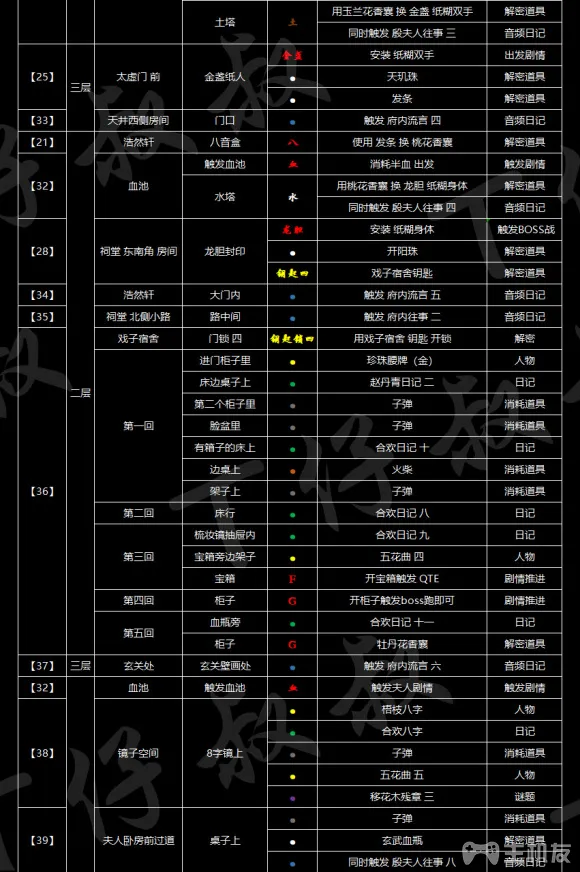 土塔 土 用玉兰花香囊 换 金盏 纸糊双手 解密道具
同时触发 殷夫人往事 三 音频日记
【25】 三层 太虚门 前 金盏纸人 金盏 安装 纸糊双手 出发剧情
天玑珠 解密道具
发条 解密道具
【33】 天井西侧房间 门口 触发 府内流言 四 音频日记
【21】 浩然轩 八音盒 八 使用 发条 换 桃花香囊 解密道具
【32】 血池 触发血池 血 消耗半血 出发 触发剧情
水塔 水 用桃花香囊 换 龙胆 纸糊身体 解密道具
同时触发 殷夫人往事 四 音频日记
【28】 祠堂 东南角 房间 龙胆封印 龙胆 安装 纸糊身体 触发BOSS战
开阳珠 解密道具
钥匙四 戏子宿舍钥匙 解密道具
【34】 二层 浩然轩 大门内 触发 府内流言 五 音频日记
【35】 祠堂 北侧小路 路中间 触发 府内往事 二 音频日记
【36】 戏子宿舍 门锁 四 钥匙锁四 用戏子宿舍 钥匙 开锁 解密
第一回 进门柜子里 珍珠腰牌（金） 人物
床边桌子上 赵丹青日记 二 日记
第二个柜子里 子弹 消耗道具
脸盆里 子弹 消耗道具
有箱子的床上 合欢日记 十 日记
边桌上 火柴 消耗道具
架子上 子弹 消耗道具
第二回 床行 合欢日记 八 日记
第三回 梳妆镜抽屉内 合欢日记 九 日记
宝箱旁边架子 五花曲 四 人物
宝箱 F 开宝箱触发 QTE 剧情推进
第四回 柜子 G 开柜子触发boss跑即可 剧情推进
第五回 血瓶旁 合欢日记 十一 日记
柜子 G 牡丹花香囊 解密道具
【37】 三层 玄关处 玄关壁画处 触发 府内流言 六 音频日记
【32】 血池 触发血池 血 触发夫人剧情 触发剧情
【38】 镜子空间 8字镜上 梧枝八字 人物
合欢八字 日记
子弹 消耗道具
五花曲 五 人物
移花木残章 三 谜题
【39】 夫人卧房前过道 桌子上 子弹 消耗道具
玄武血瓶 解密道具
同时触发 殷夫人往事 八 音频日记
丁仔叔叔
手机友